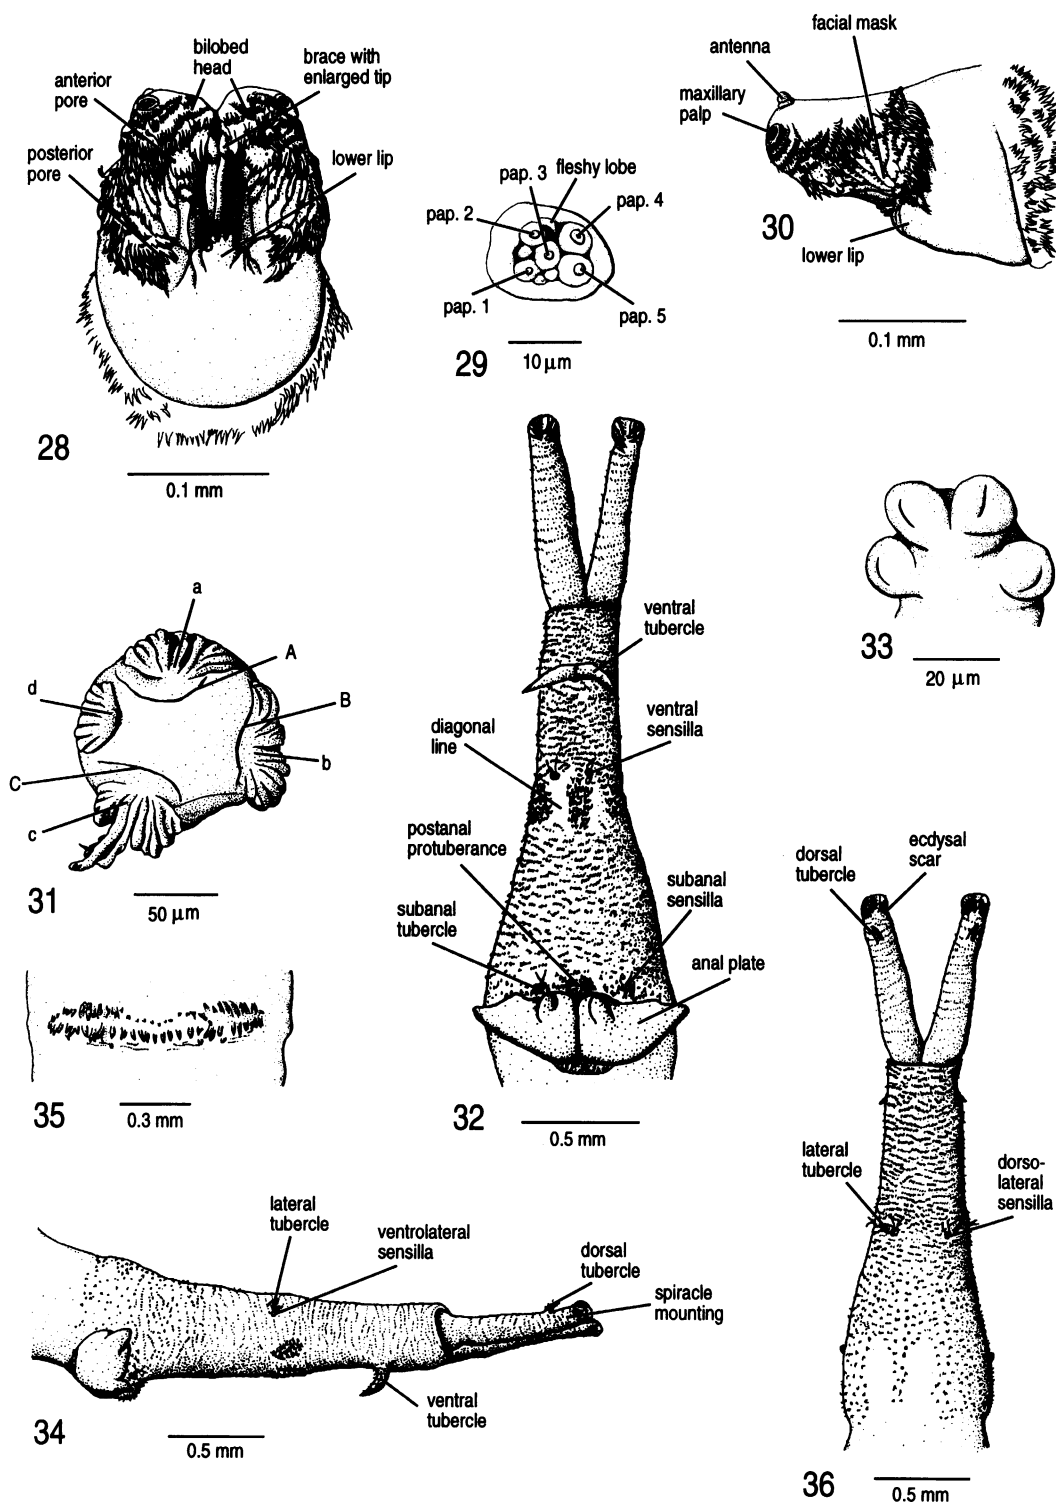 bilobed
head
brace with
enlarged tip
anterior
pore
posterior
pore
lower lip
28
0.1 mm
pap. 3
fleshy lobe
pap. 2
pap. 4
pap. 1
pap. 5
29
10 µm
facial mask
antenna
maxillary
palp
30
lower lip
0.1 mm
a
A
d
B
b
C
c
31
50 µm
ventral
tubercle
ventral
sensilla
diagonal
line
postanal
protuberance
subanal
sensilla
subanal
tubercle
anal plate
32
0.5 mm
33
20 µm
35
0.3 mm
lateral
tubercle
ventrolateral
sensilla
dorsal
tubercle
spiracle
mounting
ventral
tubercle
34
0.5 mm
dorsal
tubercle
ecdysal
scar
lateral
tubercle
dorso-
lateral
sensilla
36
0.5 mm